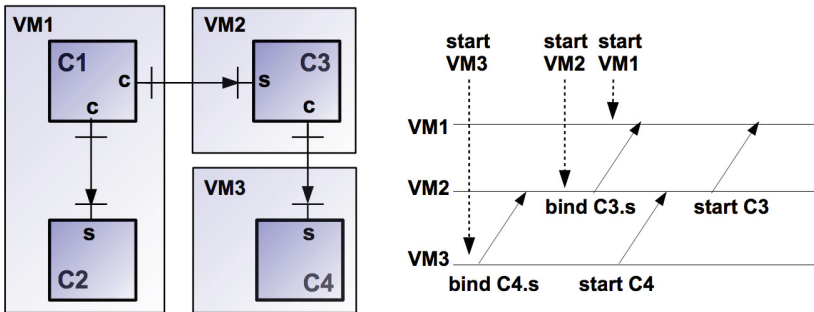 VM1
C1
c
c
s
C2
VM2
s
C3
c
VM3
s
C4
start
VM3
start
VM2
start
VM1
VM1
VM2
bind C3.s
start C3
VM3
bind C4.s
start C4